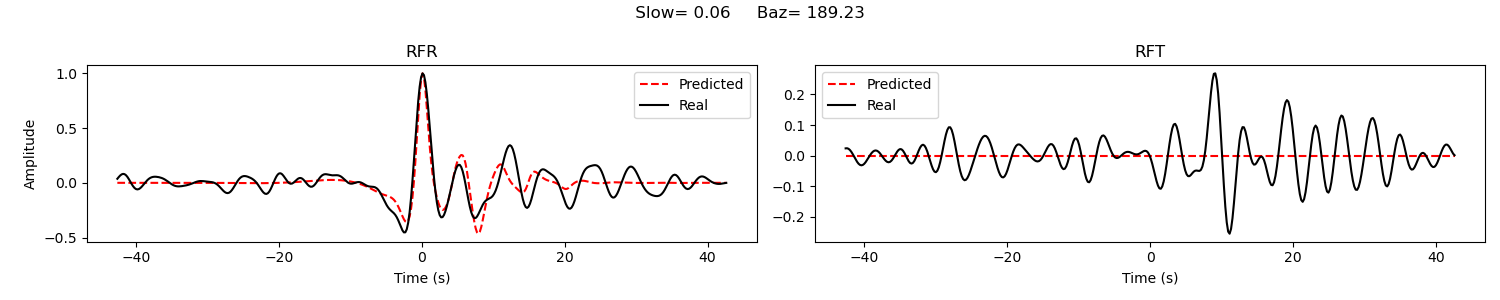 Slow= 0.06     Baz= 189.23
RFR
RFT
Amplitude
1.0
0.5
0.0
−0.5
Predicted
Real
−40
−20
0
20
40
Time (s)
0.2
0.1
0.0
−0.1
−0.2
Predicted
Real
−40
−20
0
20
40
Time (s)